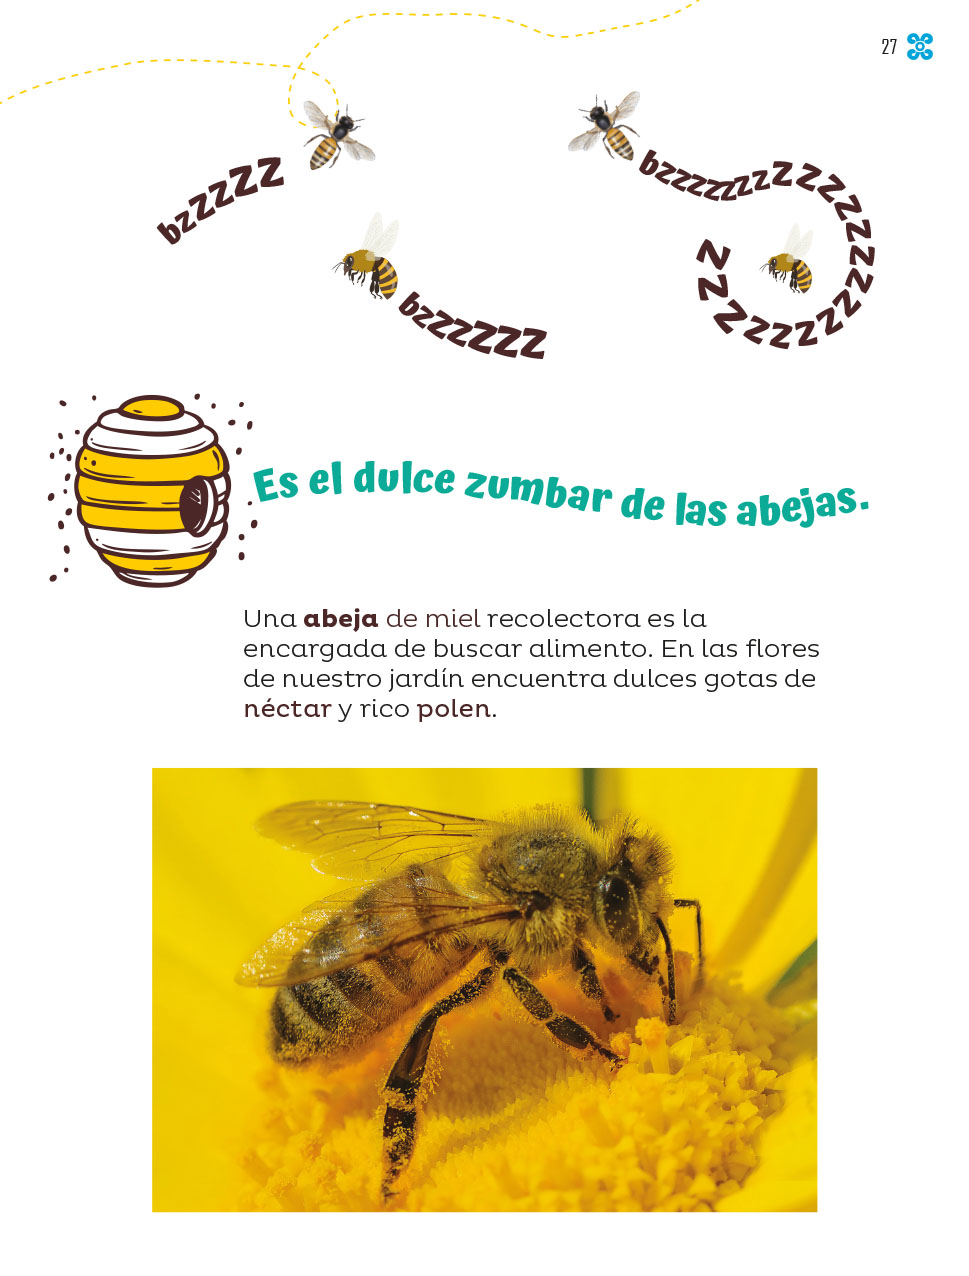 27
bzzzzz
bzzzzzzzzzzzzzzzzzzzzzz
bzzzzzz
Es el dulce zumbar de las abejas.
Una abeja de miel recolectora es la
encargada de buscar alimento. En las flores
de nuestro jardín encuentra dulces gotas de
néctar y rico polen.